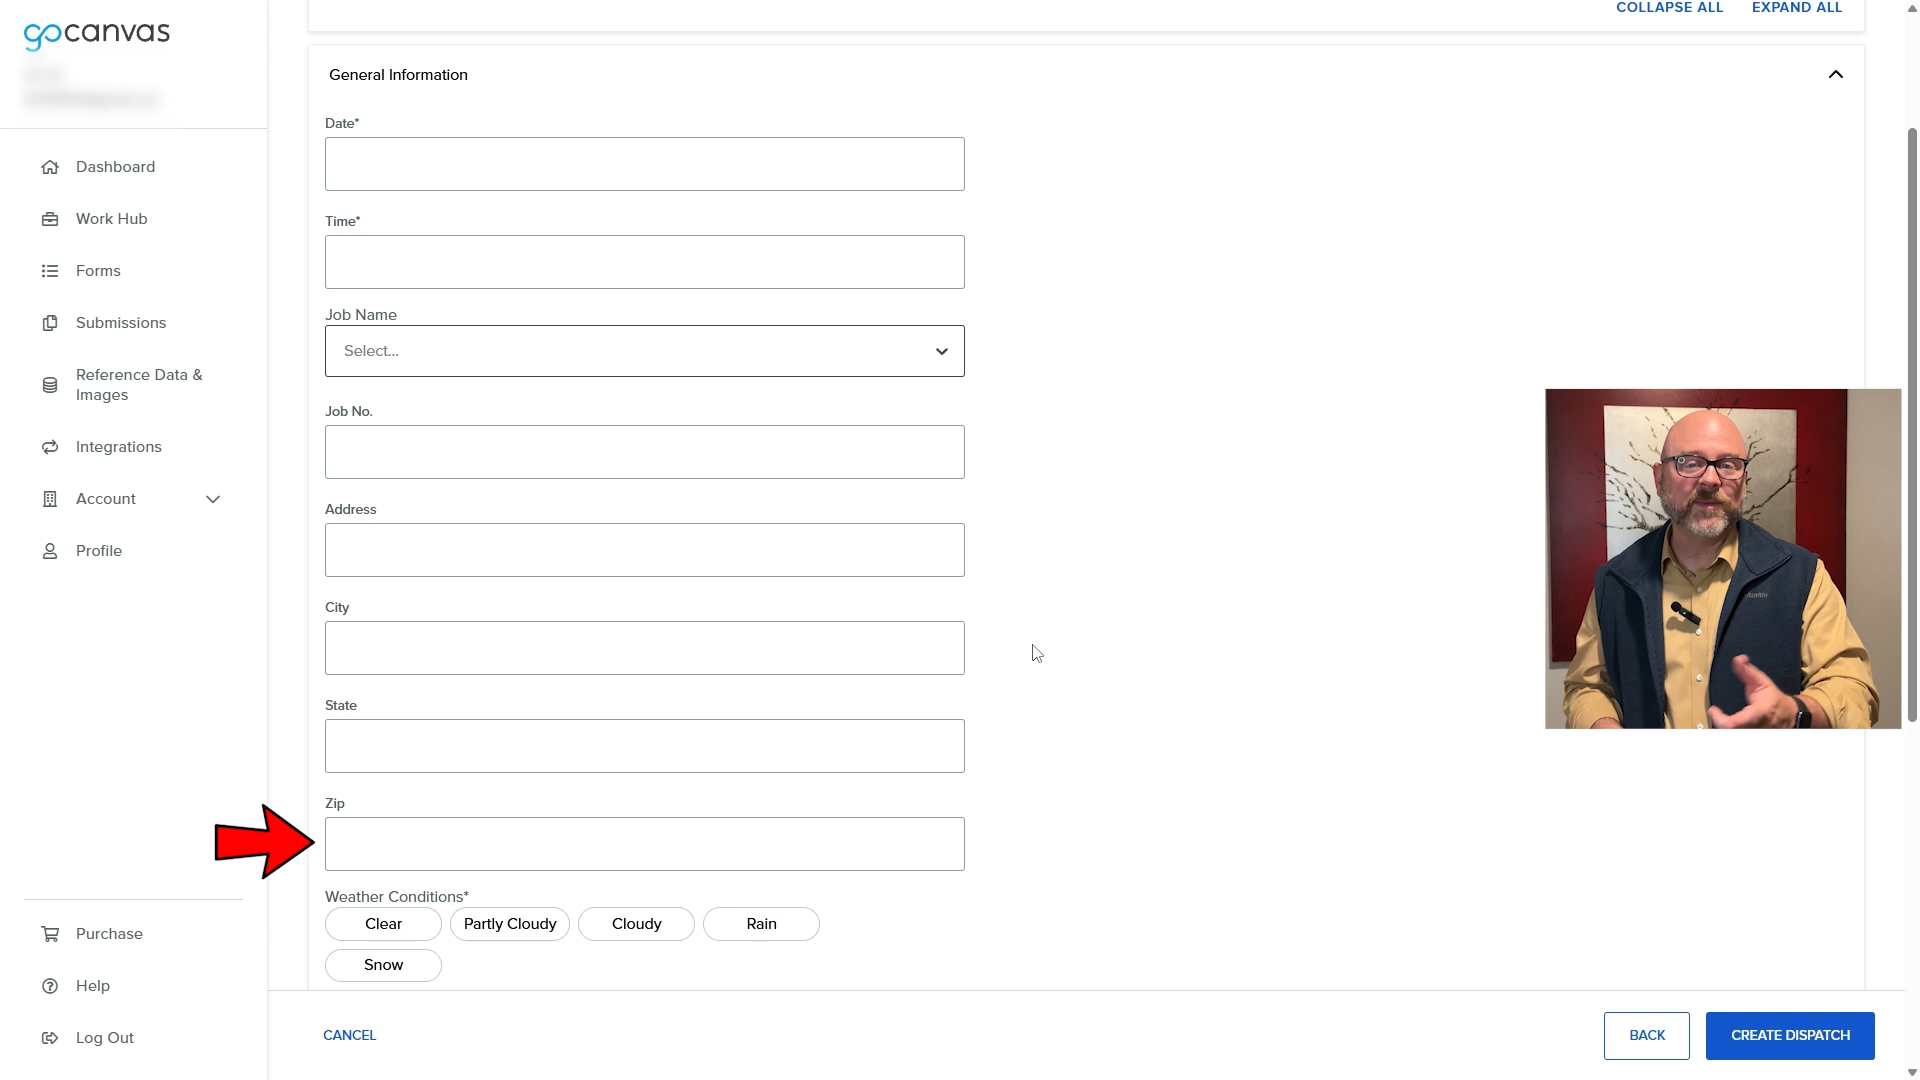 gocanvas
COLLAPSE ALL
EXPAND ALL
General Information
Date*
Time*
Job Name
Select...
Job No.
Address
City
State
Zip
Weather Conditions*
Clear
Partly Cloudy
Cloudy
Rain
Snow
Dashboard
Work Hub
Forms
Submissions
Reference Data &
Images
Integrations
Account
Profile
Purchase
Help
Log Out
CANCEL
BACK
CREATE DISPATCH